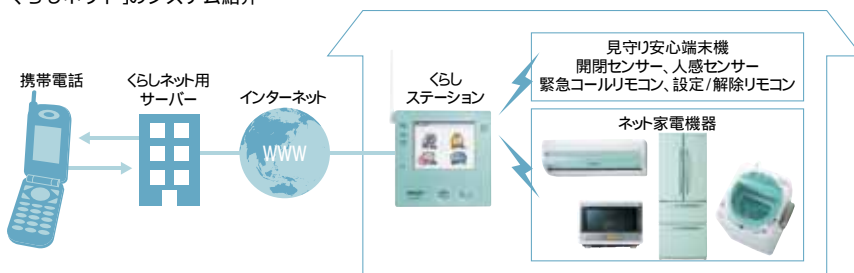 くらしネット」のシステム紹介
携帯電話
くらしネット用
サーバー
インターネット
WWW
くらし
ステーション
見守り安心端末機
開閉センサー、人感センサー
緊急コールリモコン、設定/解除リモコン
ネット家電機器